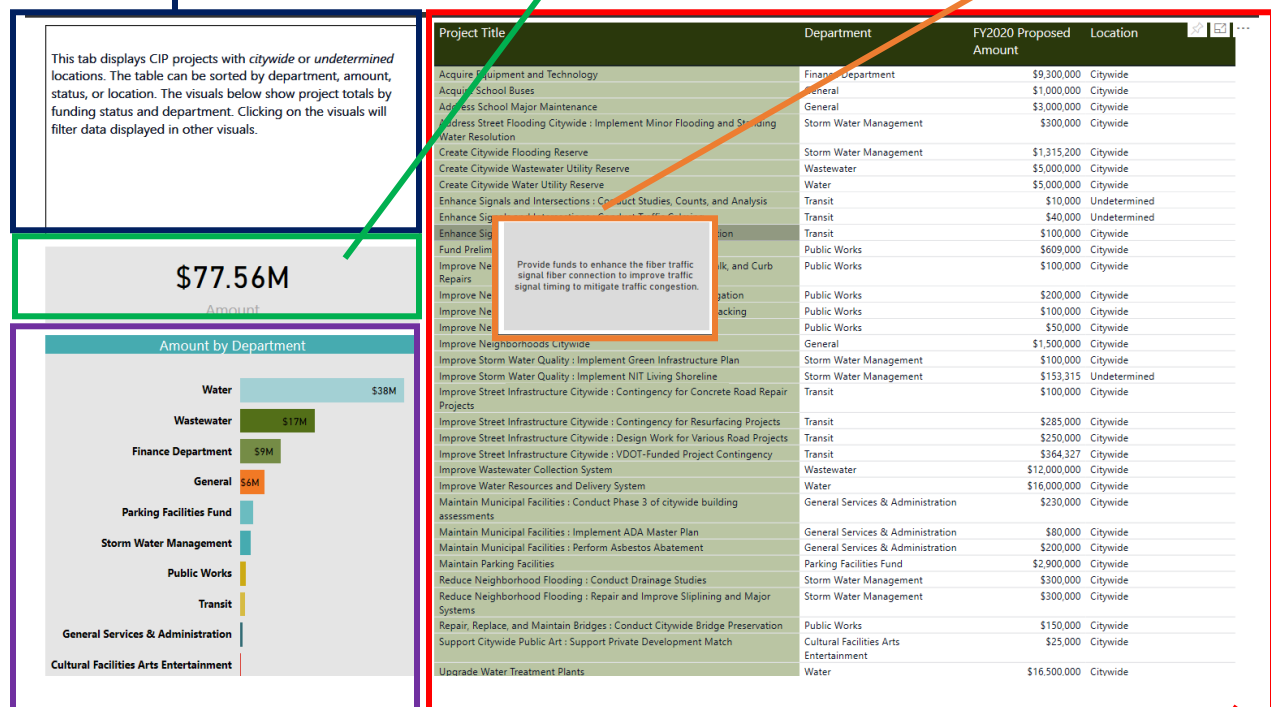 This tab displays CIP projects with citywide or undetermined
locations. The table can be sorted by department, amount,
status, or location. The visuals below show project totals by
funding status and department. Clicking on the visuals will
filter data displayed in other visuals.
$77.56M
Amount
Amount by Department
Water $38M
Wastewater $17M
Finance Department $9M
General $6M
Parking Facilities Fund
Storm Water Management
Public Works
Transit
General Services & Administration
Cultural Facilities Arts Entertainment
Project Title Department FY2020 Proposed Location
Amount
Acquire Equipment and Technology Finance Department $9,300,000 Citywide
Acquire School Buses General $1,000,000 Citywide
Address School Major Maintenance General $3,000,000 Citywide
Address Street Flooding Citywide : Implement Minor Flooding and Standing Storm Water Management $300,000 Citywide
Water Resolution
Create Citywide Flooding Reserve Storm Water Management $1,315,200 Citywide
Create Citywide Wastewater Utility Reserve Wastewater $5,000,000 Citywide
Create Citywide Water Utility Reserve Water $5,000,000 Citywide
Enhance Signals and Intersections : Conduct Studies, Counts, and Analysis Transit $10,000 Undetermined
Enhance Transit $40,000 Undetermined
Enhance Transit $100,000 Citywide
Fund Public Works $609,000 Citywide
Improve and Curb Public Works $100,000 Citywide
Repairs
Improve Public Works $200,000 Citywide
Improve Public Works $100,000 Citywide
Improve Public Works $50,000 Citywide
Provide funds to enhance the fiber traffic
signal fiber connection to improve traffic
signal timing to mitigate traffic congestion.
Improve Neighborhoods Citywide General $1,500,000 Citywide
Improve Storm Water Quality : Implement Green Infrastructure Plan Storm Water Management $100,000 Citywide
Improve Storm Water Quality : Implement NIT Living Shoreline Storm Water Management $153,315 Undetermined
Improve Street Infrastructure Citywide : Contingency for Concrete Road Repair Transit $100,000 Citywide
Projects
Improve Street Infrastructure Citywide : Contingency for Resurfacing Projects Transit $285,000 Citywide
Improve Street Infrastructure Citywide : Design Work for Various Road Projects Transit $250,000 Citywide
Improve Street Infrastructure Citywide : VDOT-Funded Project Contingency Transit $364,327 Citywide
Improve Wastewater Collection System Wastewater $12,000,000 Citywide
Improve Water Resources and Delivery System Water $16,000,000 Citywide
Maintain Municipal Facilities : Conduct Phase 3 of citywide building General Services & Administration $230,000 Citywide
assessments
Maintain Municipal Facilities : Implement ADA Master Plan General Services & Administration $80,000 Citywide
Maintain Municipal Facilities : Perform Asbestos Abatement General Services & Administration $200,000 Citywide
Maintain Parking Facilities Parking Facilities Fund $2,900,000 Citywide
Reduce Neighborhood Flooding : Conduct Drainage Studies Storm Water Management $300,000 Citywide
Reduce Neighborhood Flooding : Repair and Improve Sliplining and Major Storm Water Management $300,000 Citywide
Systems
Repair, Replace, and Maintain Bridges : Conduct Citywide Bridge Preservation Public Works $150,000 Citywide
Support Citywide Public Art : Support Private Development Match Cultural Facilities Arts $25,000 Citywide
Entertainment
Upgrade Water Treatment Plants Water $16,500,000 Citywide